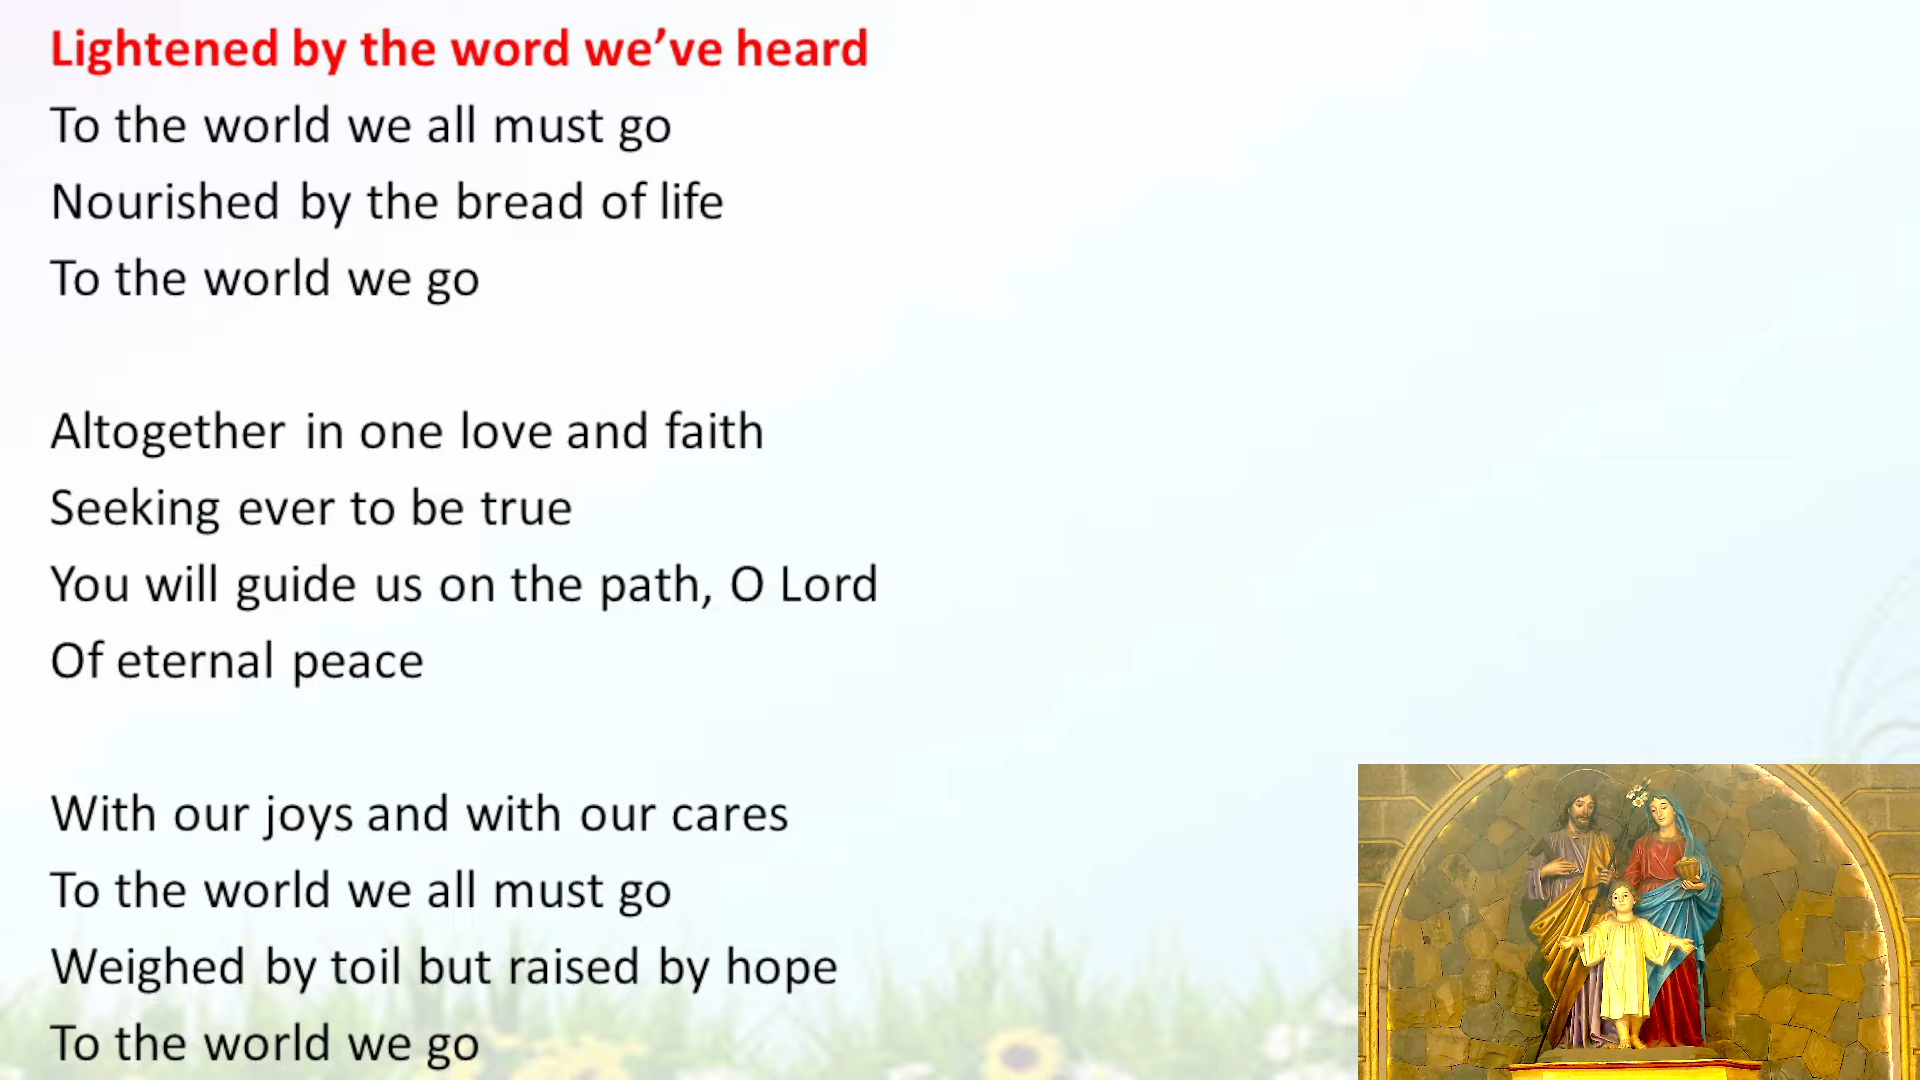 Lightened by the word we’ve heard
To the world we all must go
Nourished by the bread of life
To the world we go
Altogether in one love and faith
Seeking ever to be true
You will guide us on the path, O Lord
Of eternal peace
With our joys and with our cares
To the world we all must go
Weighed by toil but raised by hope
To the world we go